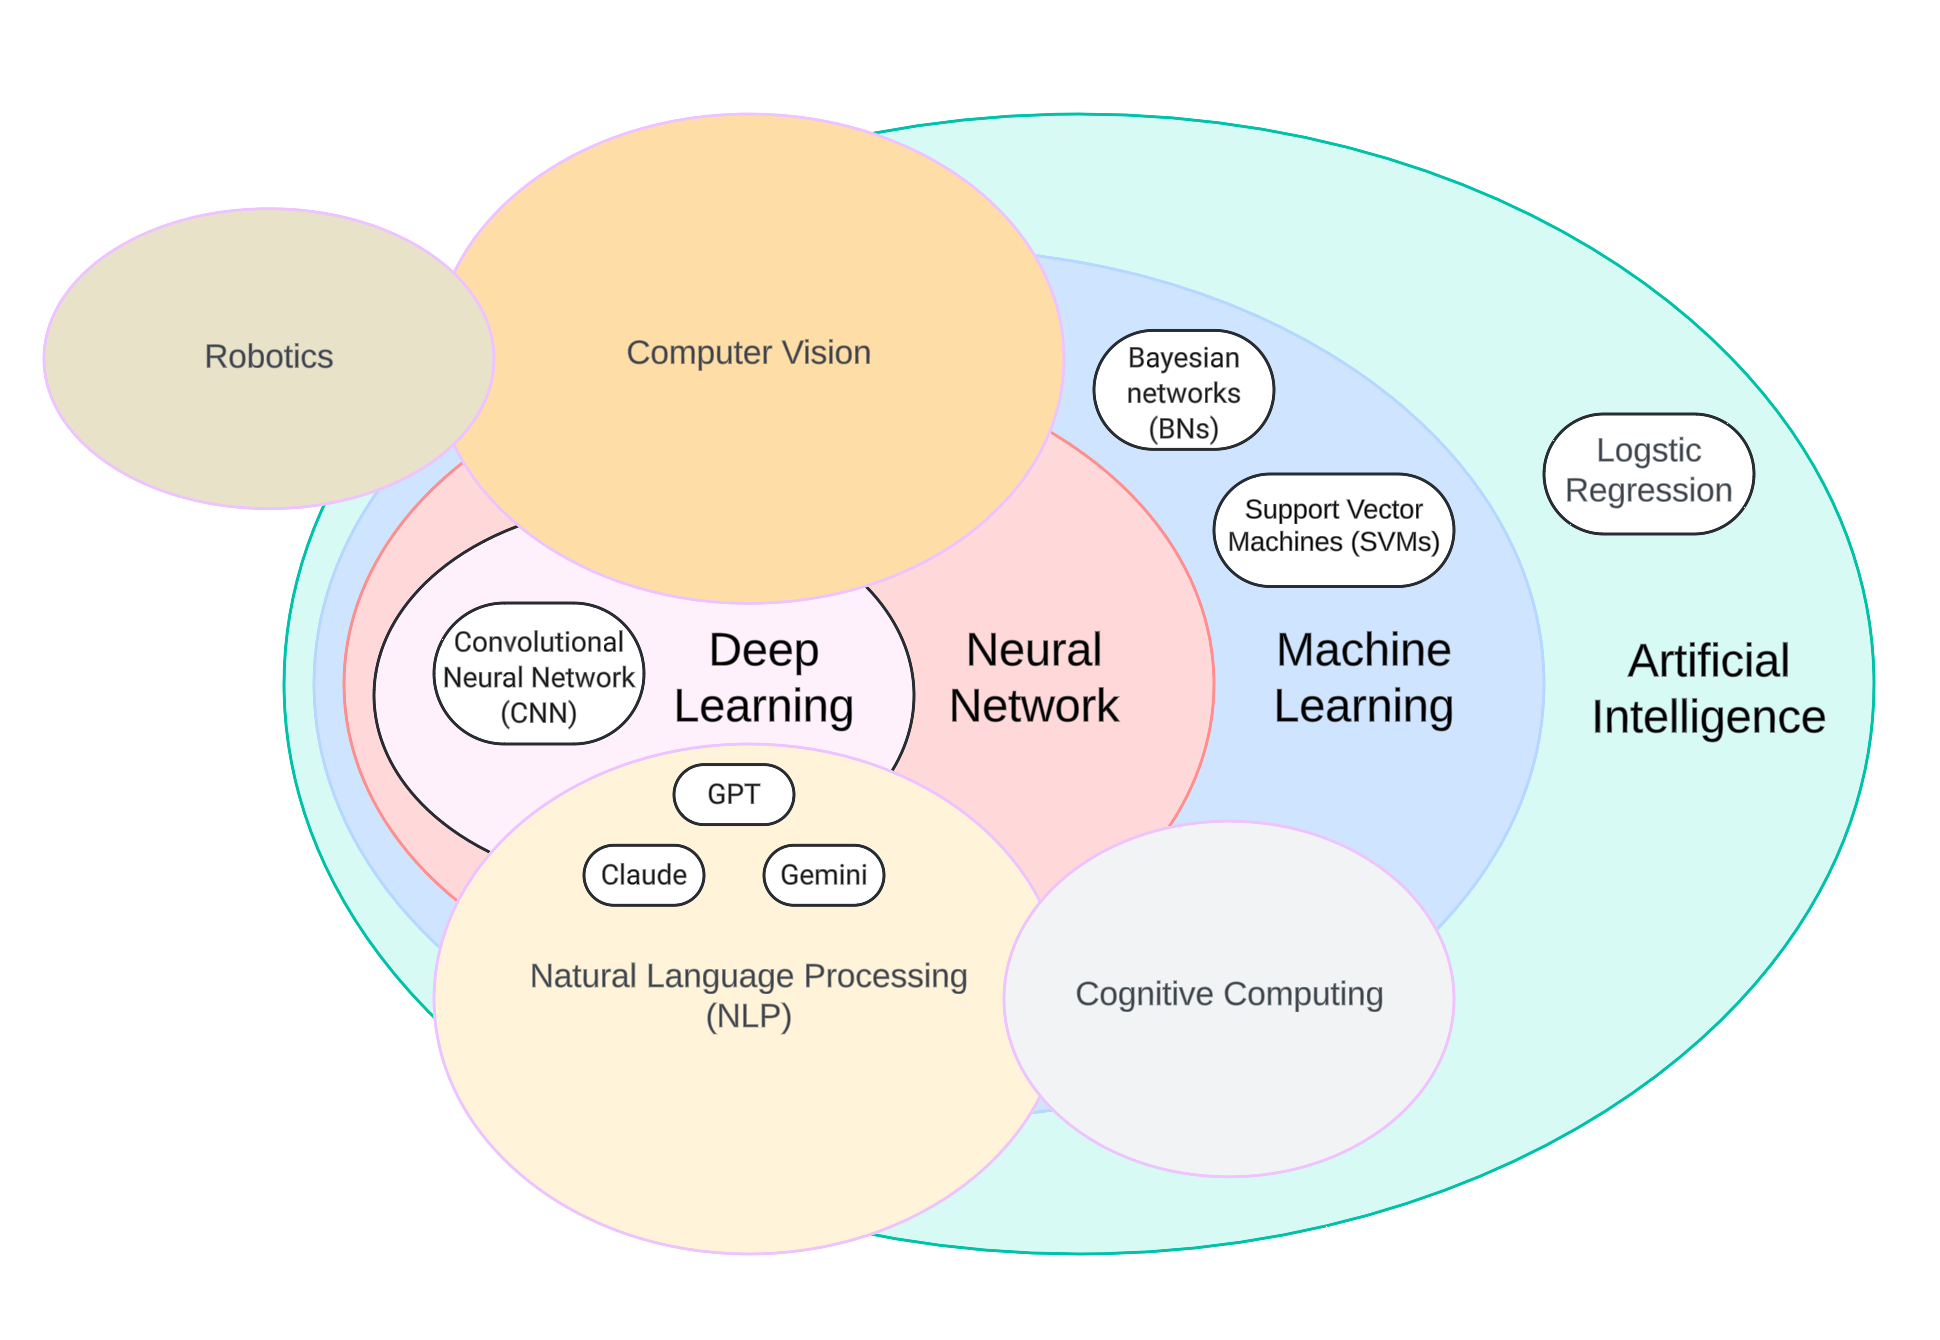 Robotics
Computer Vision
Bayesian
networks
(BNs)
Logstic
Regression
Support Vector
Machines (SVMs)
Convolutional
Neural Network
(CNN)
Deep
Learning
Neural
Network
Machine
Learning
Artificial
Intelligence
GPT
Claude
Gemini
Natural Language Processing
(NLP)
Cognitive Computing